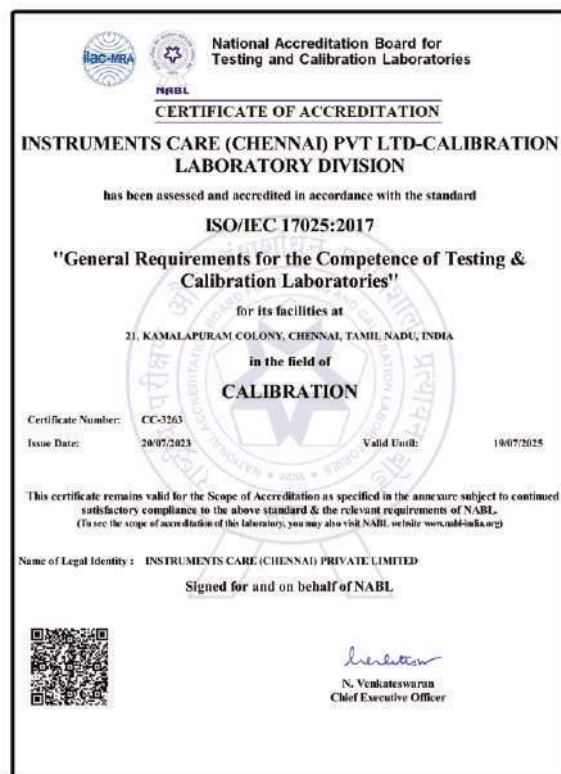 ilac-MRA
NABL
National Accreditation Board for
Testing and Calibration Laboratories
CERTIFICATE OF ACCREDITATION
INSTRUMENTS CARE (CHENNAI) PVT LTD-CALIBRATION
LABORATORY DIVISION
has been assessed and accredited in accordance with the standard
ISO/IEC 17025:2017
"General Requirements for the Competence of Testing &
Calibration Laboratories"
for its facilities at
21, KAMALAPURAM COLONY, CHENNAI, TAMIL NADU, INDIA
in the field of
CALIBRATION
Certificate Number: CC-3263
Issue Date: 20/07/2023 Valid Until: 19/07/2025
This certificate remains valid for the Scope of Accreditation as specified in the annexure subject to continued
satisfactory compliance to the above standard & the relevant requirements of NABL.
(To see the scope of accreditation of this laboratory, you may also visit NABL website www.nabl-india.org)
Name of Legal Identity : INSTRUMENTS CARE (CHENNAI) PRIVATE LIMITED
Signed for and on behalf of NABL
N. Venkateswaran
Chief Executive Officer